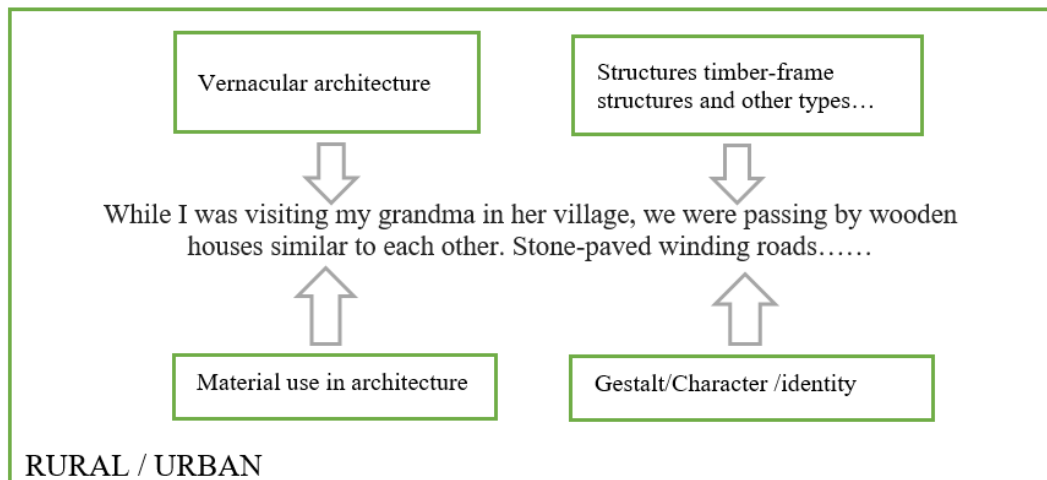 Vernacular architecture
Structures timber-frame
structures and other types…
While I was visiting my grandma in her village, we were passing by wooden
houses similar to each other. Stone-paved winding roads……
Material use in architecture
Gestalt/Character /identity
RURAL / URBAN